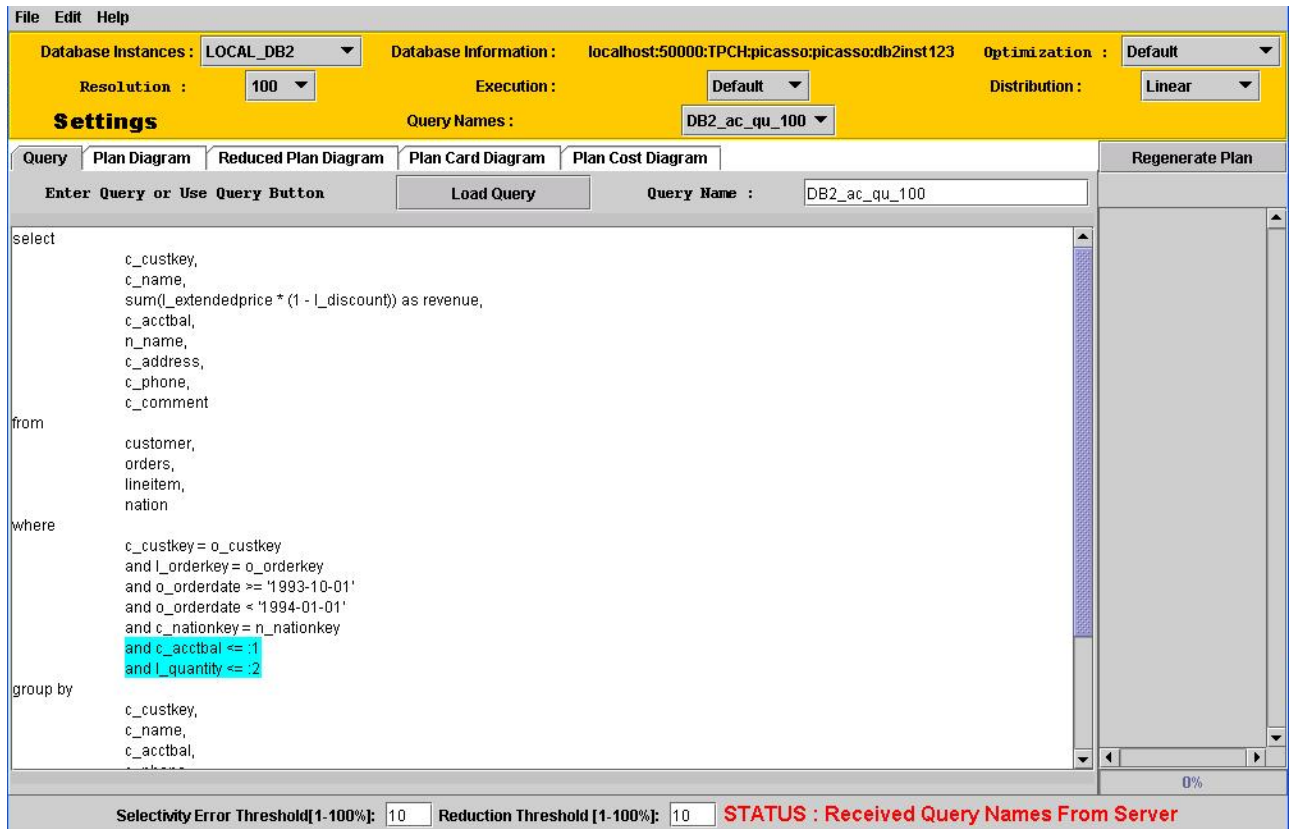 File Edit Help
Database Instances : LOCAL_DB2 Database Information : localhost:50000:TPCH:picasso:picasso:db2inst123 Optimization : Default
Resolution : 100 Execution : Default Distribution : Linear
Settings Query Names : DB2_ac_qu_100
Query Plan Diagram Reduced Plan Diagram Plan Card Diagram Plan Cost Diagram Regenerate Plan
Enter Query or Use Query Button Load Query Query Name : DB2_ac_qu_100
select
c_custkey,
c_name,
sum(l_extendedprice * (1 - l_discount)) as revenue,
c_acctbal,
n_name,
c_address,
c_phone,
c_comment
from
customer,
orders,
lineitem,
nation
where
c_custkey = o_custkey
and l_orderkey = o_orderkey
and o_orderdate >= '1993-10-01'
and o_orderdate < '1994-01-01'
and c_nationkey = n_nationkey
and c_acctbal <= :1
and l_quantity <= :2
group by
c_custkey,
c_name,
c_acctbal,
0%
Selectivity Error Threshold[1-100%]: 10 Reduction Threshold [1-100%]: 10 STATUS : Received Query Names From Server